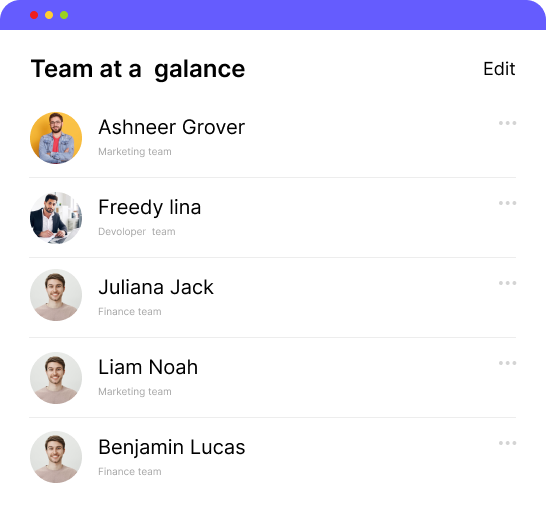 Team at a  galance
Edit
Ashneer Grover
Marketing team
Freedy lina
Devoloper  team
Juliana Jack
Finance team
Liam Noah
Marketing team
Benjamin Lucas
Finance team